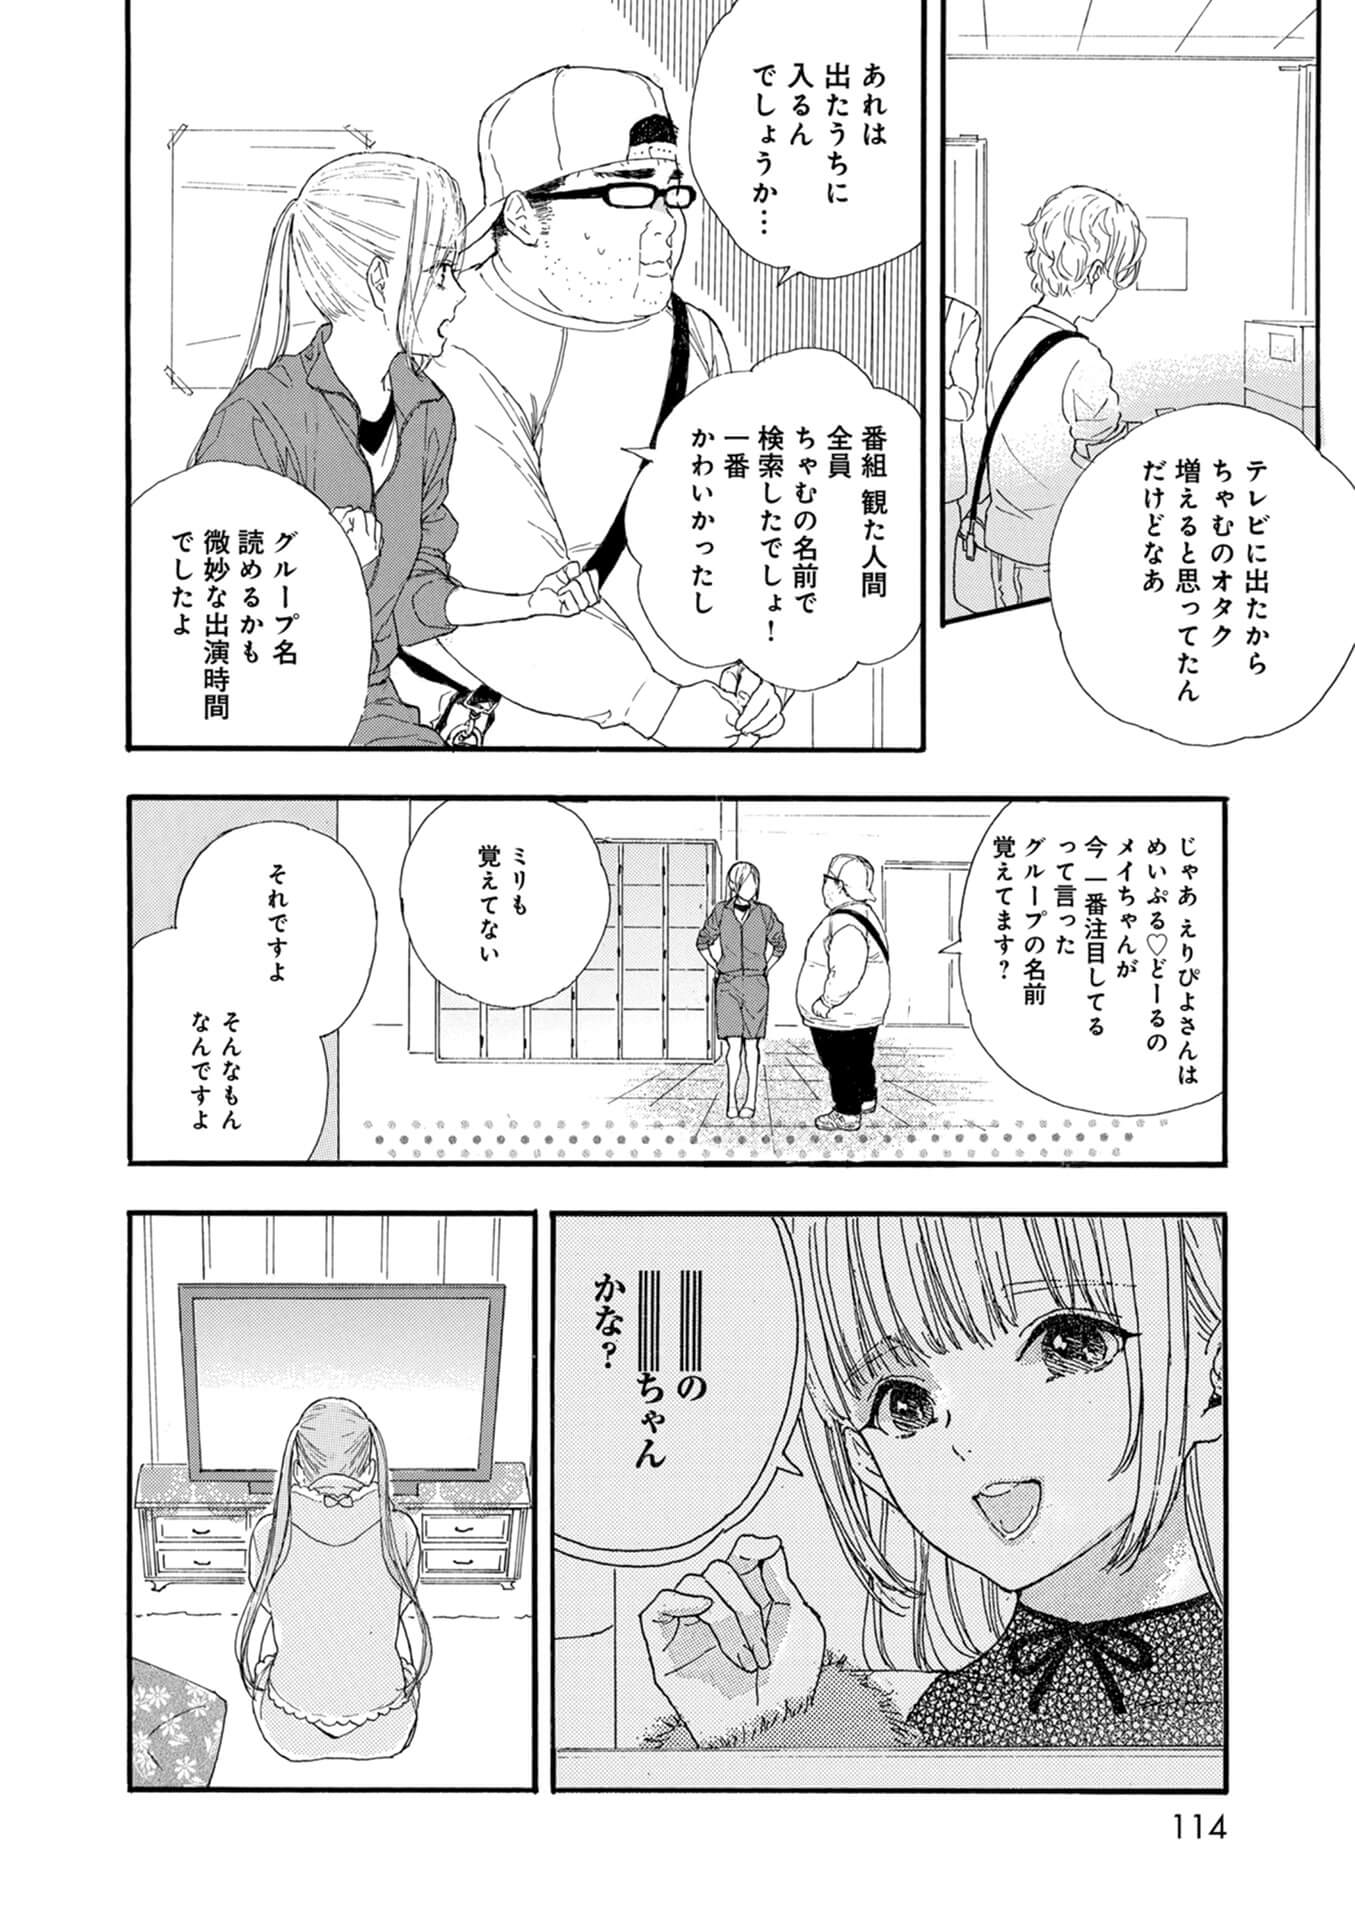 テレビに出たから
ちゃむのオタク
増えると思ってたん
だけどなあ
あれは
出たうちに
入るん
でしょうか…
番組 観た人間
全員
ちゃむの名前で
検索したでしょ！
一番
かわいかったし
グループ名
読めるかも
微妙な出演時間
でしたよ
じゃあ えりぴよさんは
めいぷる♡どーるの
メイちゃんが
今 一番注目してる
って言った
グループの名前
覚えてます？
ミリも
覚えてない
それですよ
そんなもん
なんですよ
の
ちゃん
かな？
114